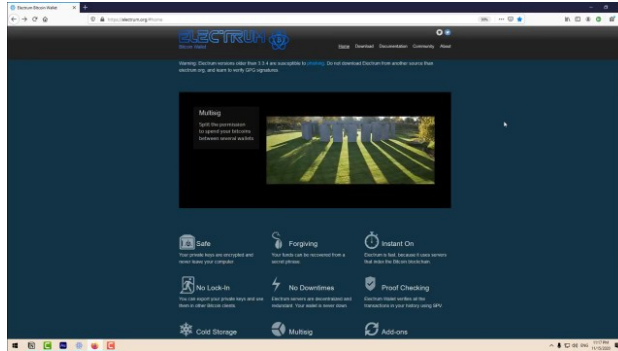 Electrum Bitcoin Wallet
https://electrum.org/#home
ELECTRUM
Bitcoin Wallet
Home Download Documentation Community About
Warning: Electrum versions older than 3.3.4 are susceptible to phishing. Do not download Electrum from another source than
electrum.org, and learn to verify GPG signatures.
Multisig
Split the permission
to spend your bitcoins
between several wallets
Safe
Your private keys are encrypted and
never leave your computer.
Forgiving
Your funds can be recovered from a
secret phrase.
Instant On
Electrum is fast, because it uses servers
that index the Bitcoin blockchain.
No Lock-In
You can export your private keys and use
them in other Bitcoin clients.
No Downtimes
Electrum servers are decentralized and
redundant. Your wallet is never down.
Proof Checking
Electrum Wallet verifies all the
transactions in your history using SPV.
Cold Storage
Multisig
Add-ons
ENG
11:17 PM
11/15/2020